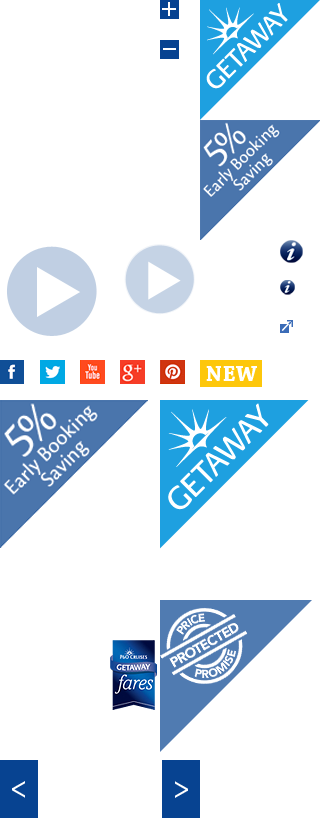 GETAWAY
5%
Early Booking
Saving
i
i
f
You
Tube
g+
NEW
5%
Early Booking
Saving
GETAWAY
P&O CRUISES
GETAWAY
fares
PRICE
PROTECTED
PROMISE
< >